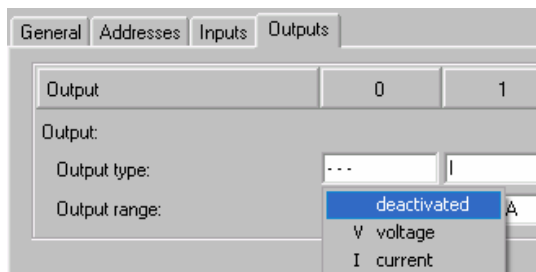 General Addresses Inputs Outputs
Output 0 1
Output:
Output type: --- I
Output range: A
deactivated
V voltage
I current